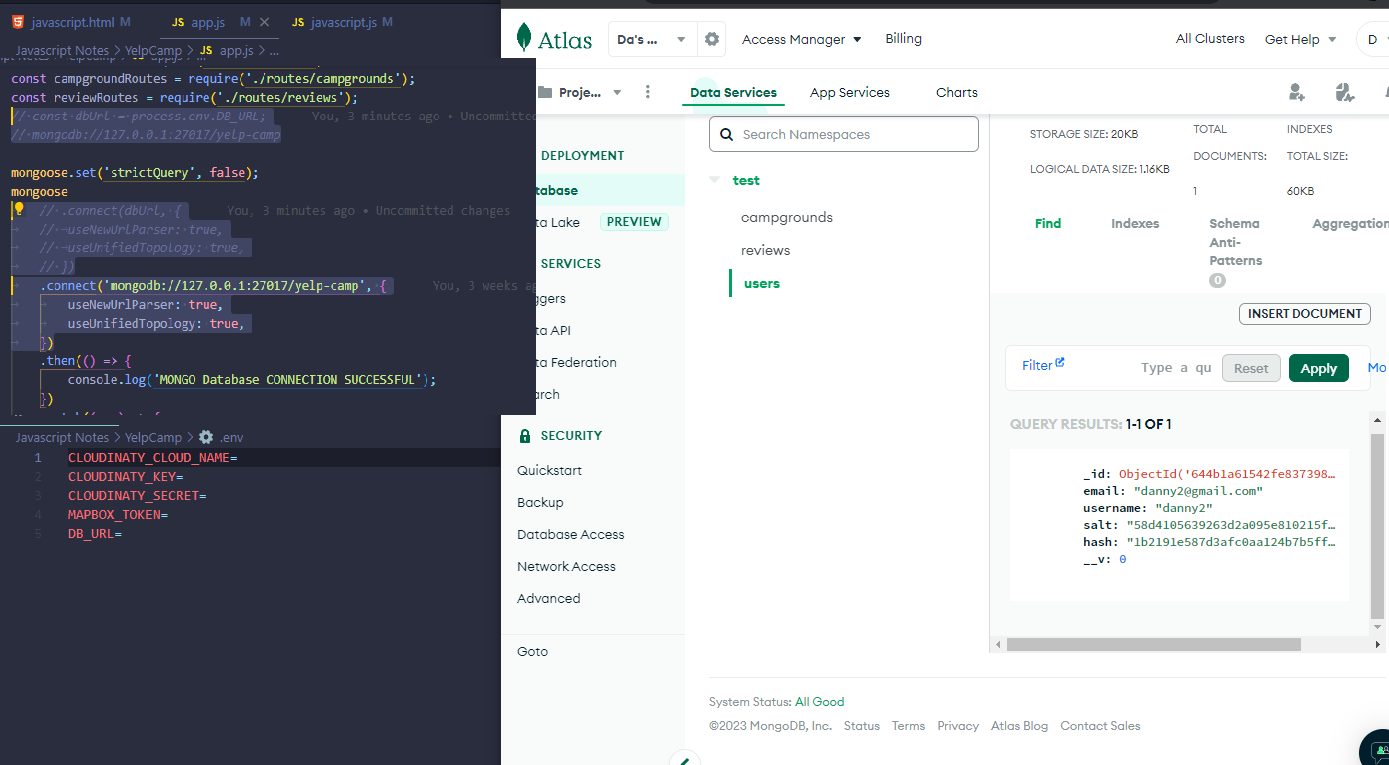 javascript.html M
JS app.js M
JS javascript.js M
Javascript Notes > YelpCamp > JS app.js > ...
const campgroundRoutes = require('./routes/campgrounds');
const reviewRoutes = require('./routes/reviews');
// const dbUrl = process.env.DB_URL; You, 3 minutes ago • Uncommitted
// mongodb://127.0.0.1:27017/yelp-camp
mongoose.set('strictQuery', false);
mongoose
// .connect(dbUrl, { You, 3 minutes ago • Uncommitted changes
// useNewUrlParser: true,
// useUnifiedTopology: true,
// })
.connect('mongodb://127.0.0.1:27017/yelp-camp', { You, 3 weeks ag
useNewUrlParser: true,
useUnifiedTopology: true,
})
.then(() => {
console.log('MONGO Database CONNECTION SUCCESSFUL');
})
Javascript Notes > YelpCamp > .env
1 CLOUDINATY_CLOUD_NAME=
2 CLOUDINATY_KEY=
3 CLOUDINATY_SECRET=
4 MAPBOX_TOKEN=
5 DB_URL=
Atlas
Da's ...
Access Manager
Billing
All Clusters
Get Help
D
Proje...
Data Services
App Services
Charts
DEPLOYMENT
tabase
ta Lake PREVIEW
SERVICES
ggers
ta API
ta Federation
arch
SECURITY
Quickstart
Backup
Database Access
Network Access
Advanced
Goto
Search Namespaces
test
campgrounds
reviews
users
STORAGE SIZE: 20KB
LOGICAL DATA SIZE: 1.16KB
TOTAL
DOCUMENTS:
1
INDEXES
TOTAL SIZE:
60KB
Find
Indexes
Schema
Anti-
Patterns
0
Aggregation
INSERT DOCUMENT
Filter
Type a qu
Reset
Apply
Mo
QUERY RESULTS: 1-1 OF 1
_id: ObjectId('644b1a61542fe837398…
email: "danny2@gmail.com"
username: "danny2"
salt: "58d4105639263d2a095e810215f…
hash: "1b2191e587d3afc0aa124b7b5ff…
__v: 0
System Status: All Good
©2023 MongoDB, Inc. Status Terms Privacy Atlas Blog Contact Sales